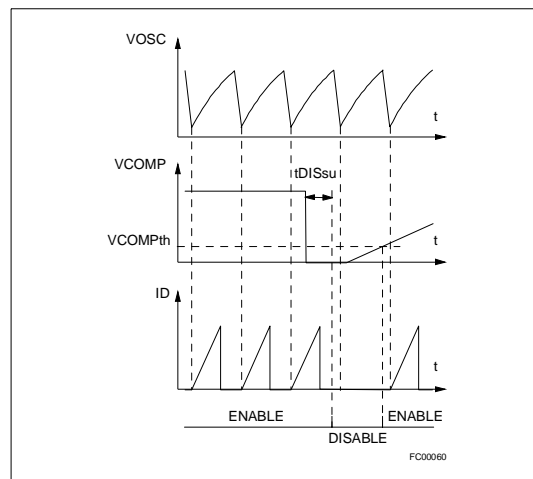 VOSC
t
VCOMP
tDISsu
VCOMPth
t
ID
t
ENABLE
ENABLE
DISABLE
FC00060